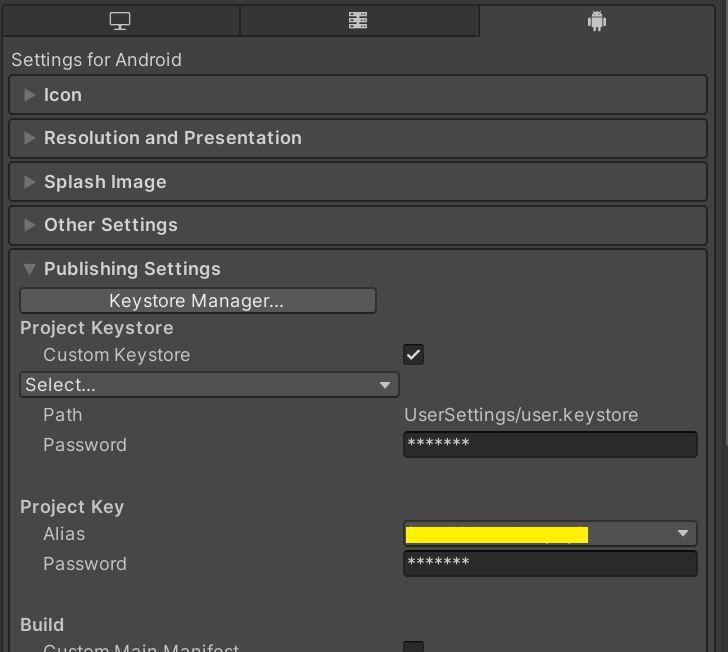 Settings for Android
Icon
Resolution and Presentation
Splash Image
Other Settings
Publishing Settings
Keystore Manager...
Project Keystore
Custom Keystore
Select...
Path UserSettings/user.keystore
Password *******
Project Key
Alias
Password *******
Build
Custom Main Manifest